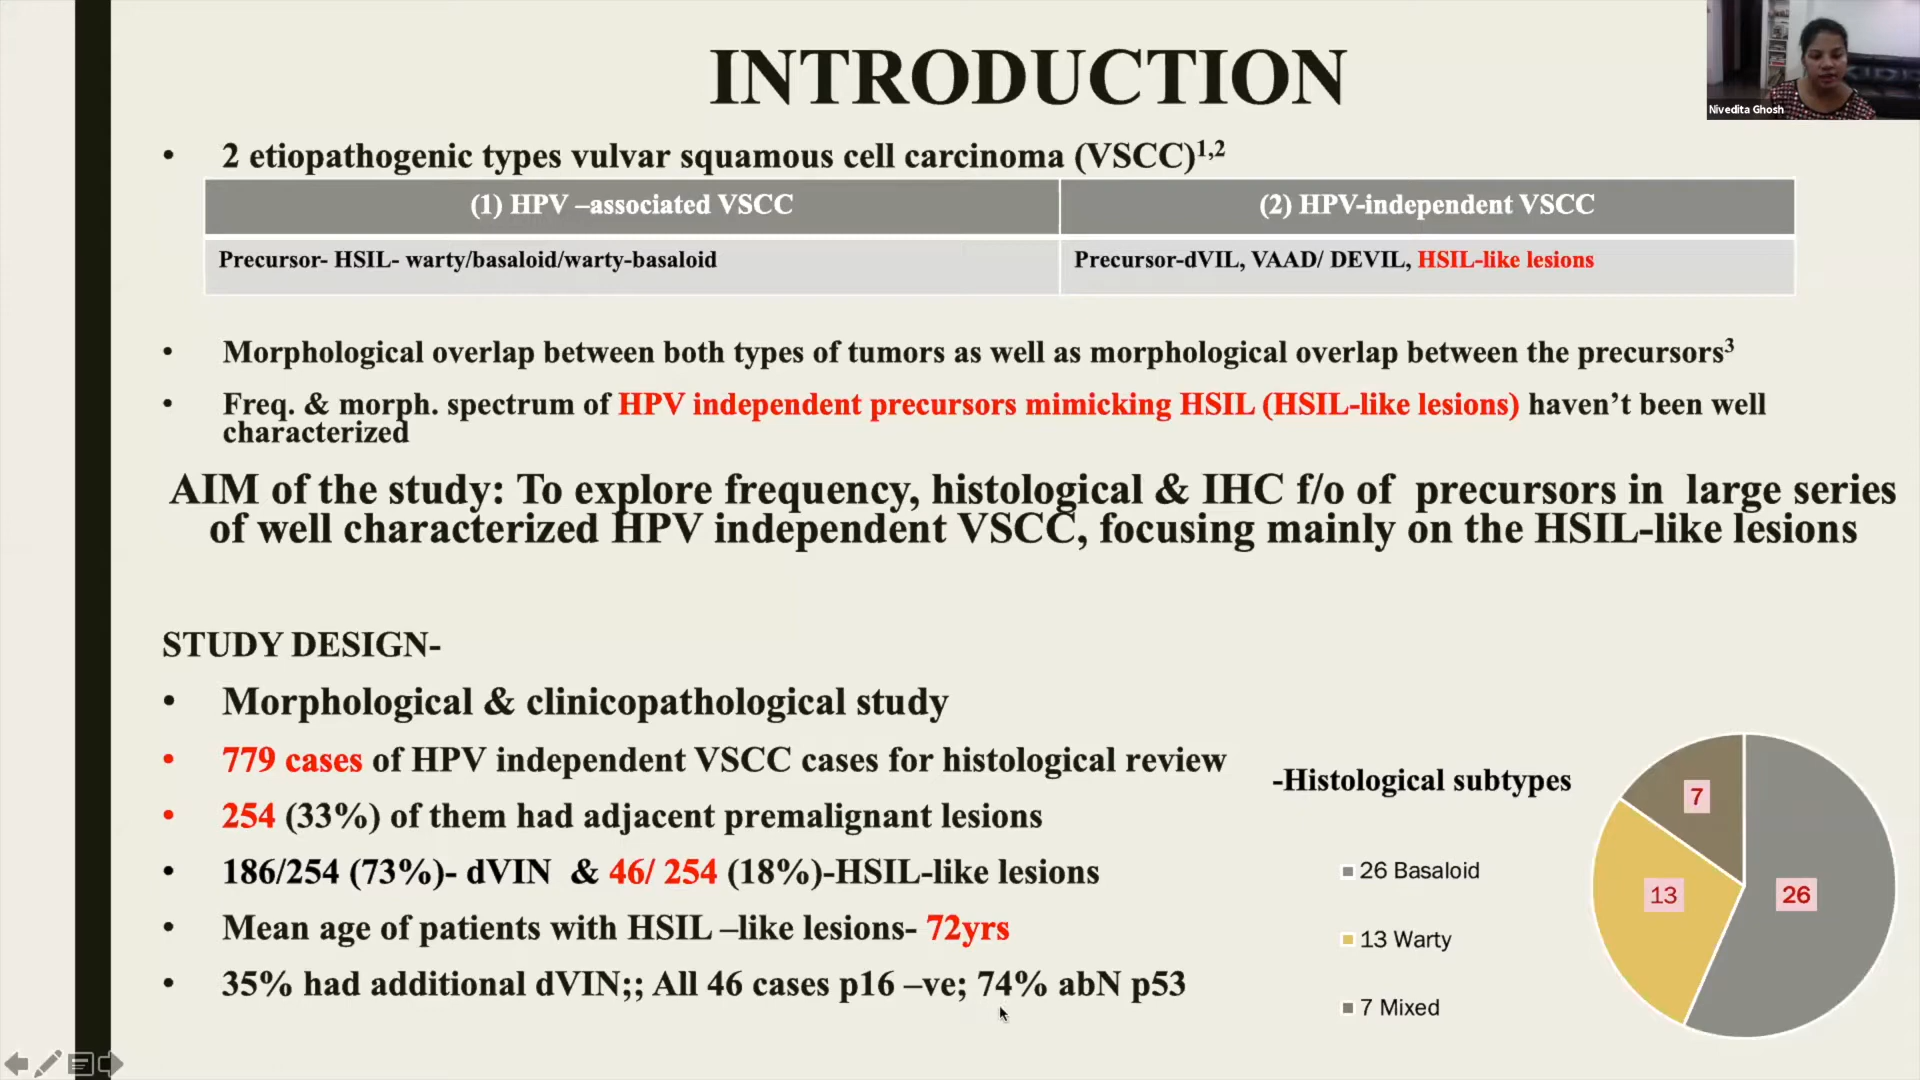 INTRODUCTION
Nivedita Ghosh
• 2 etiopathogenic types vulvar squamous cell carcinoma (VSCC)1,2
(1) HPV –associated VSCC
(2) HPV-independent VSCC
Precursor- HSIL- warty/basaloid/warty-basaloid
Precursor-dVIL, VAAD/ DEVIL, HSIL-like lesions
• Morphological overlap between both types of tumors as well as morphological overlap between the precursors3
• Freq. & morph. spectrum of HPV independent precursors mimicking HSIL (HSIL-like lesions) haven’t been well
characterized
AIM of the study: To explore frequency, histological & IHC f/o of precursors in large series
of well characterized HPV independent VSCC, focusing mainly on the HSIL-like lesions
STUDY DESIGN-
• Morphological & clinicopathological study
• 779 cases of HPV independent VSCC cases for histological review
• 254 (33%) of them had adjacent premalignant lesions
• 186/254 (73%)- dVIN & 46/ 254 (18%)-HSIL-like lesions
• Mean age of patients with HSIL –like lesions- 72yrs
• 35% had additional dVIN;; All 46 cases p16 –ve; 74% abN p53
-Histological subtypes
26 Basaloid
13 Warty
7 Mixed
7
13
26